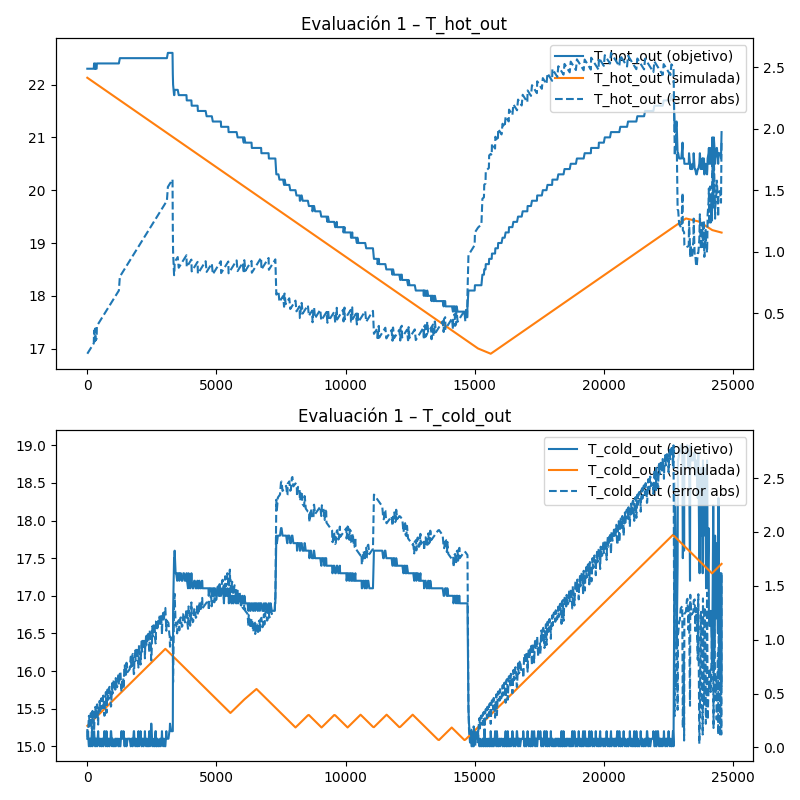 Evaluación 1 – T_hot_out
T_hot_out (objetivo)
T_hot_out (simulada)
T_hot_out (error abs)
22
21
20
19
18
17
2.5
2.0
1.5
1.0
0.5
0 5000 10000 15000 20000 25000
Evaluación 1 – T_cold_out
T_cold_out (objetivo)
T_cold_out (simulada)
T_cold_out (error abs)
19.0
18.5
18.0
17.5
17.0
16.5
16.0
15.5
15.0
2.5
2.0
1.5
1.0
0.5
0.0
0 5000 10000 15000 20000 25000